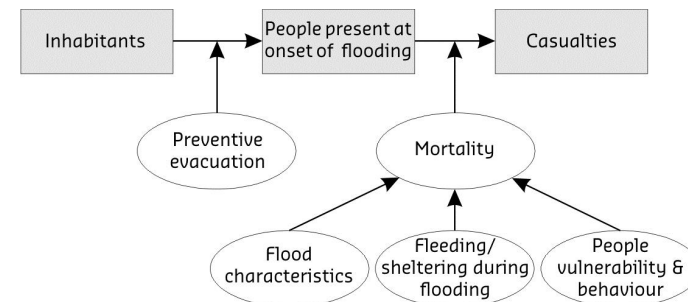 Inhabitants
People present at
onset of flooding
Casualties
Preventive
evacuation
Mortality
Flood
characteristics
Fleeding/
sheltering during
flooding
People
vulnerability &
behaviour